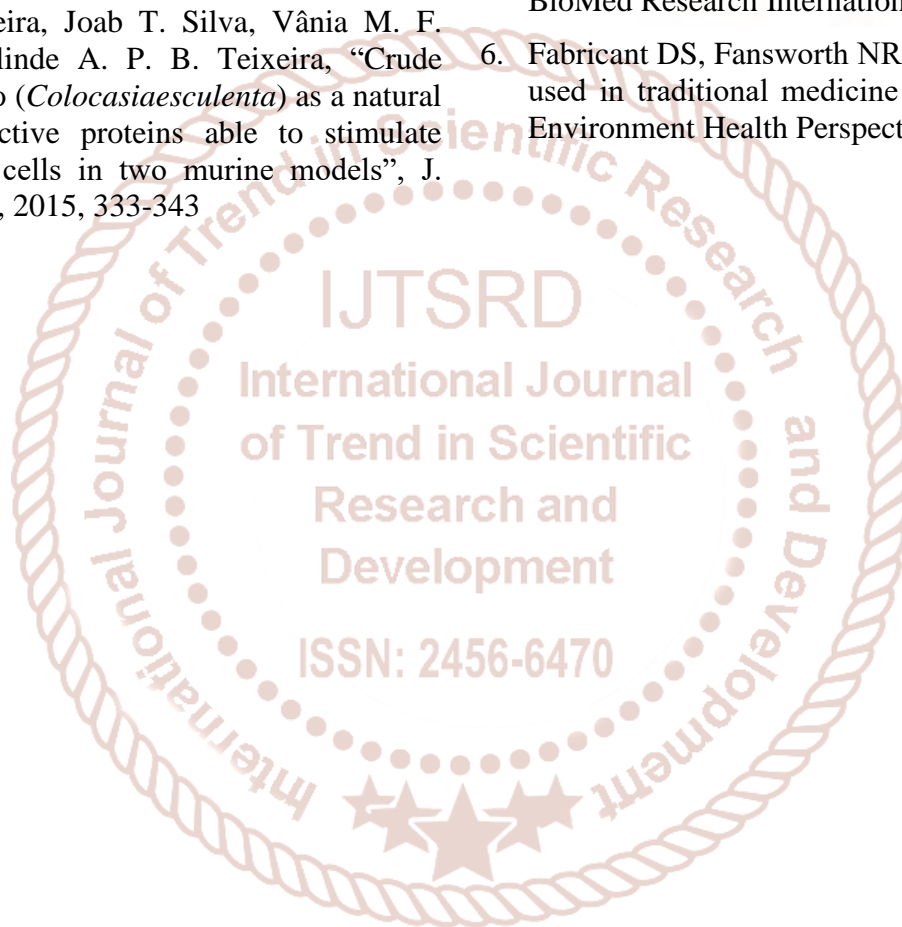 eira, Joab T. Silva, Vânia M. F.
linde A. P. B. Teixeira, “Crude
o (Colocasiaesculenta) as a natural
ctive proteins able to stimulate
cells in two murine models”, J.
, 2015, 333-343
BioMed Research International
6. Fabricant DS, Fansworth NR
used in traditional medicine
Environment Health Perspect
International Journal of Trend in Scientific Research and Development
IJTSRD
International Journal
of Trend in Scientific
Research and
Development
ISSN: 2456-6470